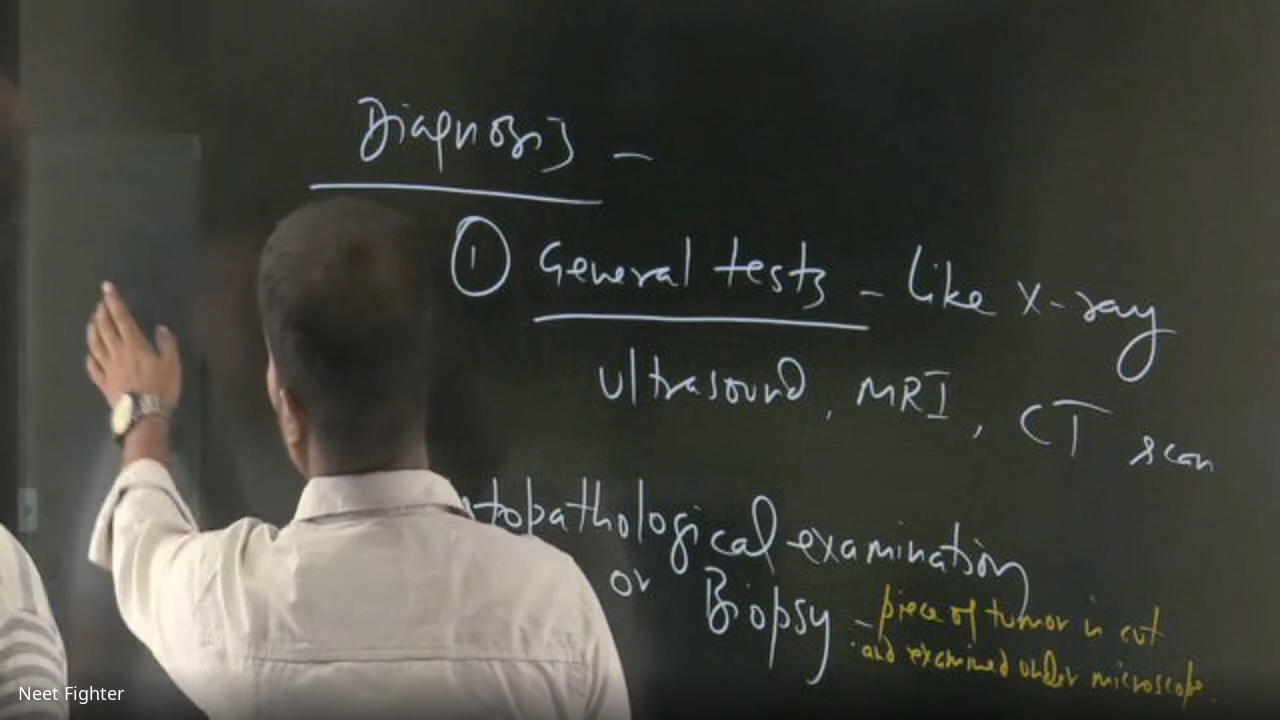 Diagnosis -
① General tests - like X-ray
ultrasound, MRI, CT scan
topathological examination
or Biopsy - piece of tumor is cut
and examined under microscope.
Neet Fighter